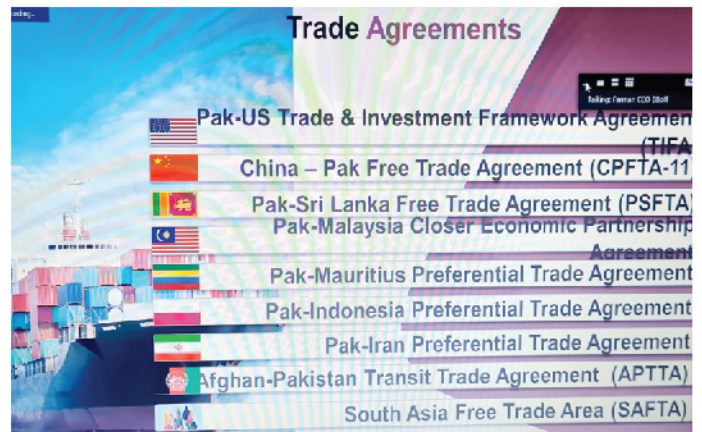 Trade Agreements
Pak-US Trade & Investment Framework Agreemen
(TIFA
China – Pak Free Trade Agreement (CPFTA-11
Pak-Sri Lanka Free Trade Agreement (PSFTA)
Pak-Malaysia Closer Economic Partnership
Agreement
Pak-Mauritius Preferential Trade Agreement
Pak-Indonesia Preferential Trade Agreement
Pak-Iran Preferential Trade Agreement
Afghan-Pakistan Transit Trade Agreement (APTTA)
South Asia Free Trade Area (SAFTA)